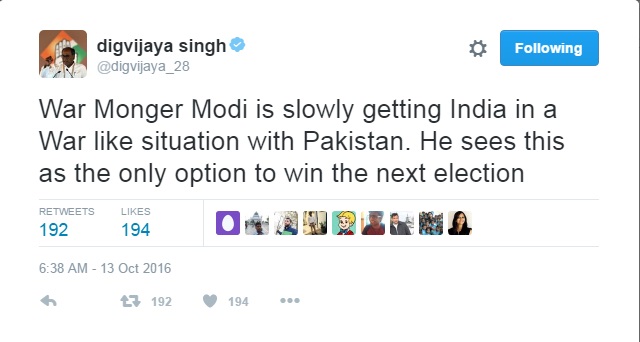 digvijaya singh
@digvijaya_28
Following
War Monger Modi is slowly getting India in a
War like situation with Pakistan. He sees this
as the only option to win the next election
RETWEETS LIKES
192 194
6:38 AM - 13 Oct 2016
192 194